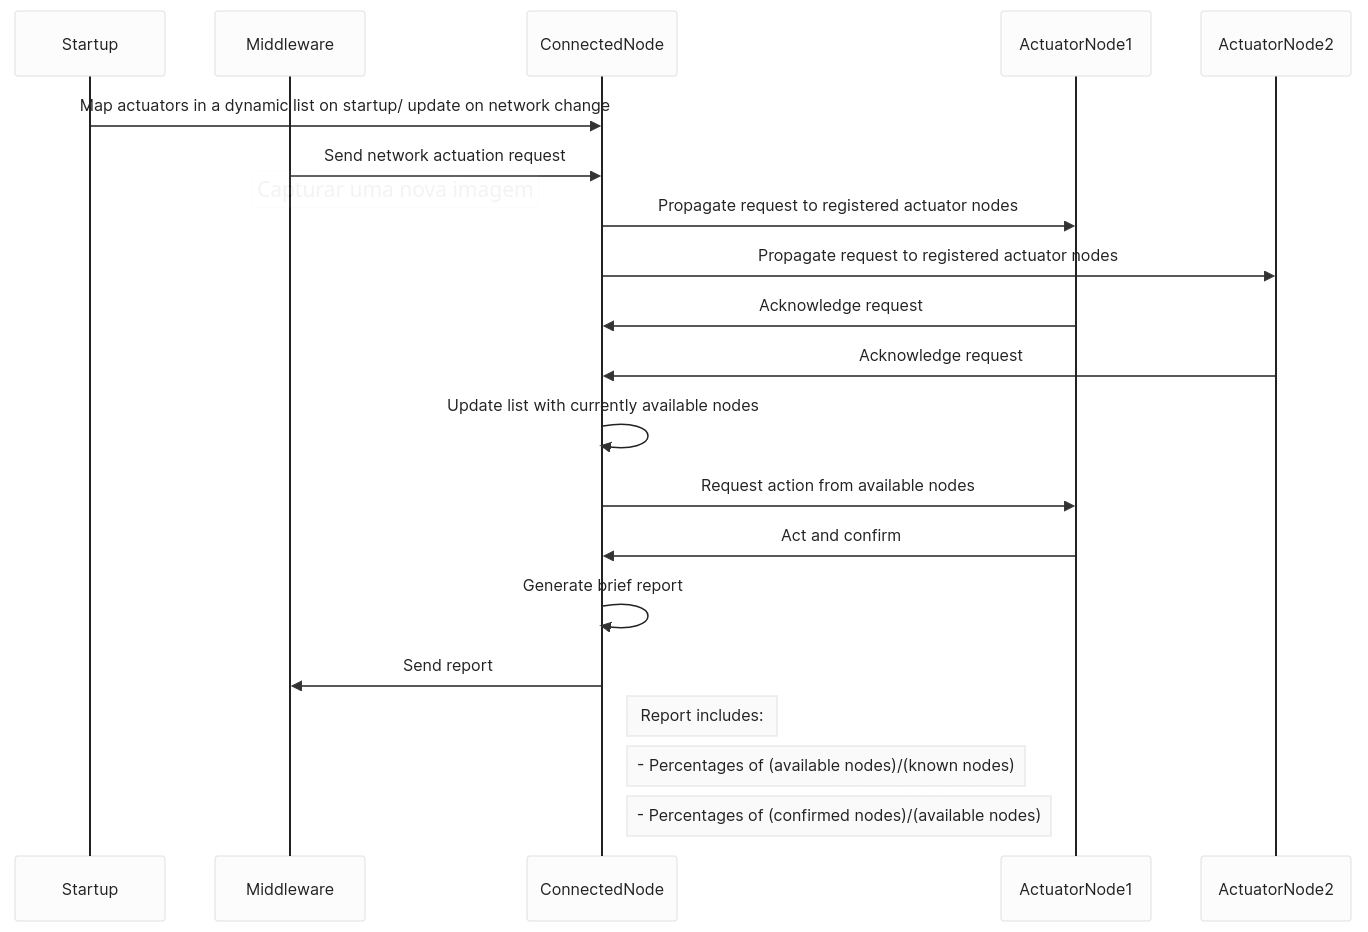 Startup
Middleware
ConnectedNode
ActuatorNode1
ActuatorNode2
Map actuators in a dynamic list on startup/ update on network change
Send network actuation request
Capturar uma nova imagem
Propagate request to registered actuator nodes
Propagate request to registered actuator nodes
Acknowledge request
Acknowledge request
Update list with currently available nodes
Request action from available nodes
Act and confirm
Generate brief report
Send report
Report includes:
- Percentages of (available nodes)/(known nodes)
- Percentages of (confirmed nodes)/(available nodes)
Startup
Middleware
ConnectedNode
ActuatorNode1
ActuatorNode2